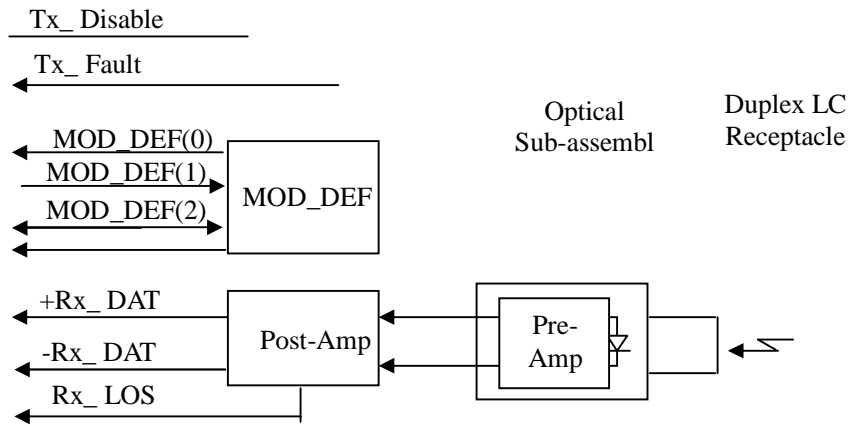 Tx_ Disable
Tx_ Fault
Optical
Sub-assembl
Duplex LC
Receptacle
MOD_DEF(0)
MOD_DEF(1)
MOD_DEF(2)
MOD_DEF
+Rx_ DAT
-Rx_ DAT
Rx_ LOS
Post-Amp
Pre-
Amp